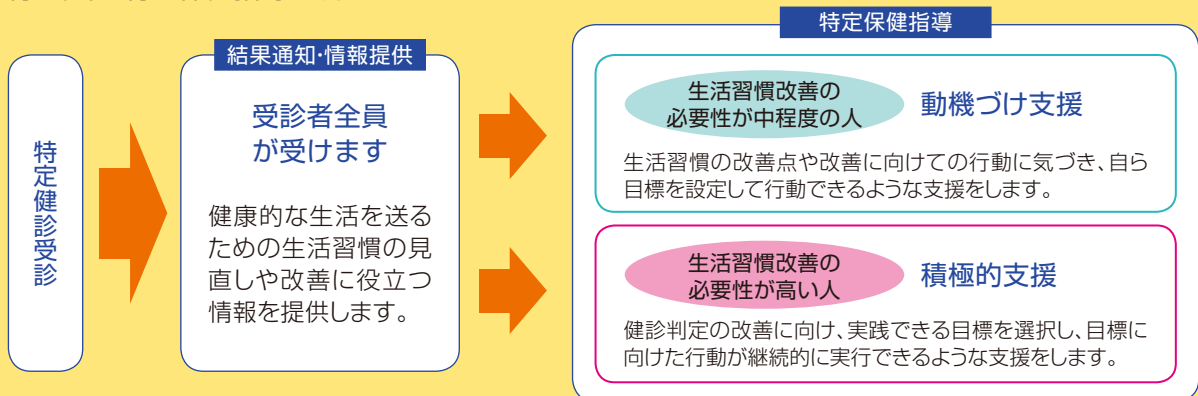 特定健診受診
結果通知・情報提供
受診者全員
が受けます
健康的な生活を送る
ための生活習慣の見
直しや改善に役立つ
情報を提供します。
特定保健指導
生活習慣改善の
必要性が中程度の人
動機づけ支援
生活習慣の改善点や改善に向けての行動に気づき、自ら
目標を設定して行動できるような支援をします。
生活習慣改善の
必要性が高い人
積極的支援
健診判定の改善に向け、実践できる目標を選択し、目標に
向けた行動が継続的に実行できるような支援をします。